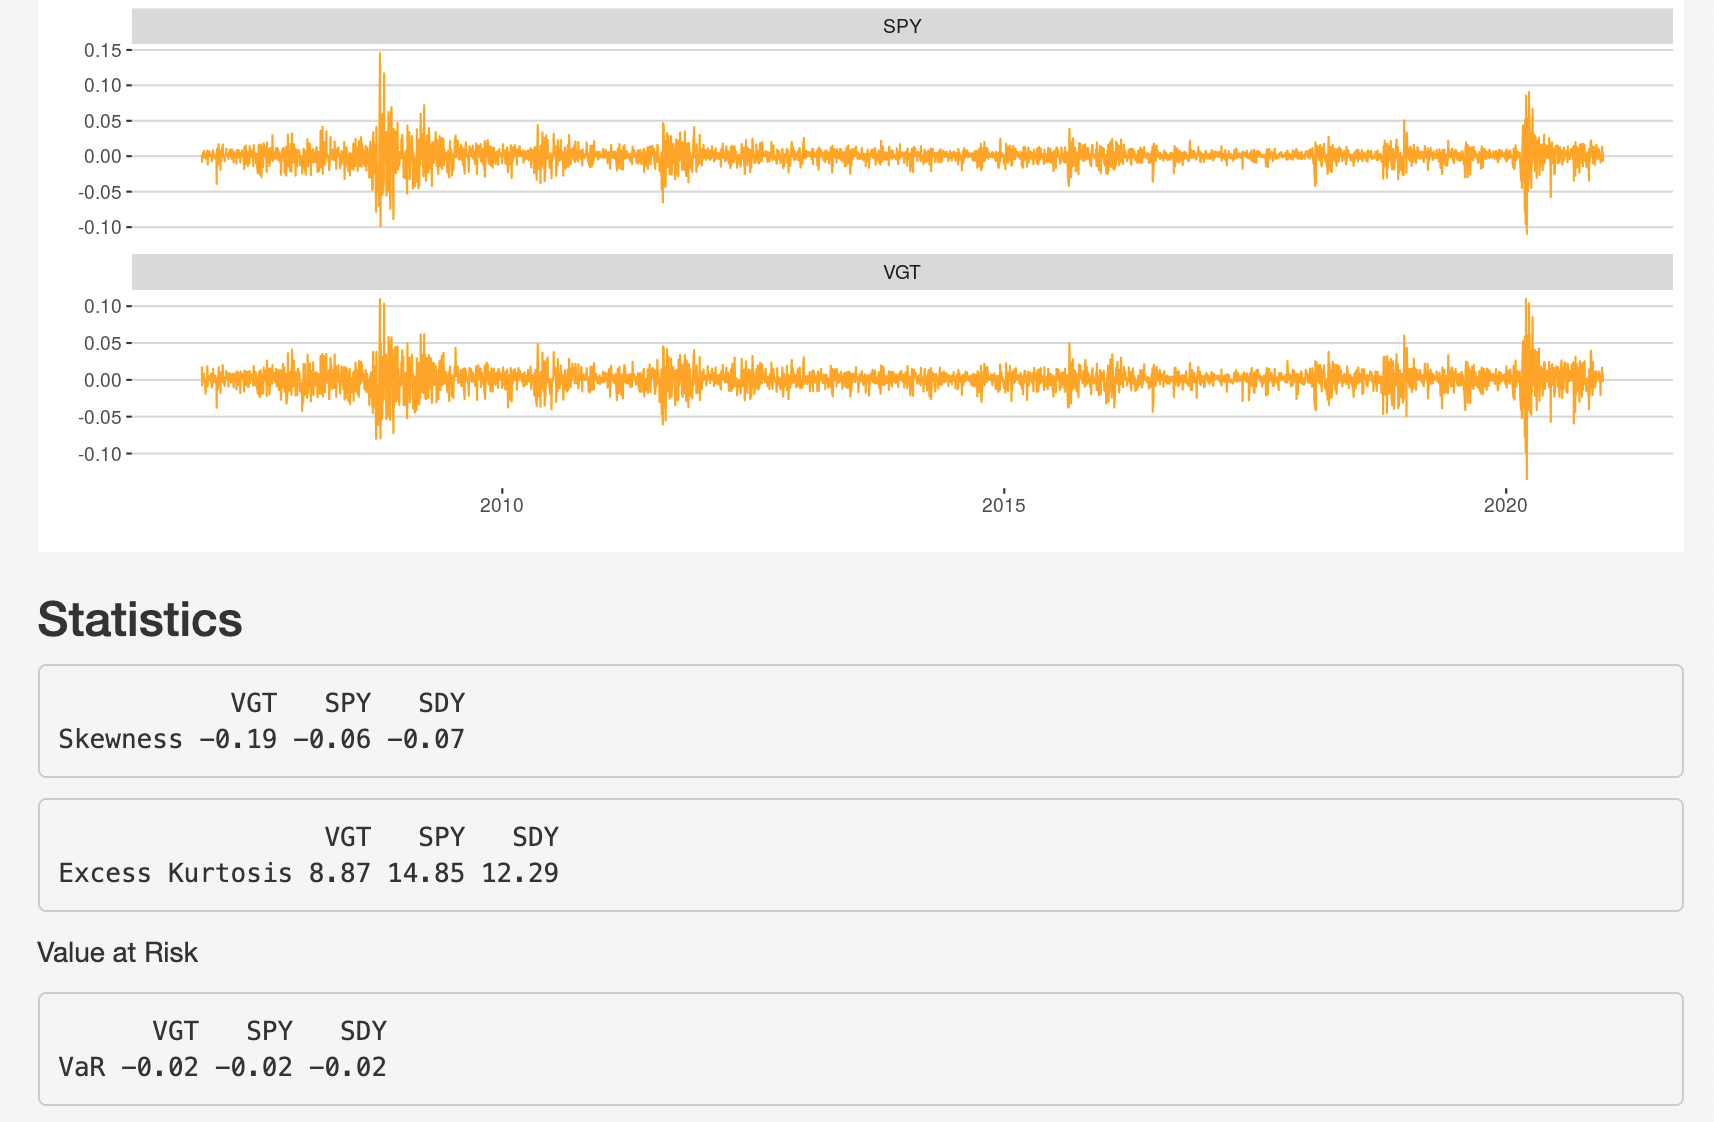 SPY
0.15
0.10
0.05
0.00
-0.05
-0.10
VGT
0.10
0.05
0.00
-0.05
-0.10
2010 2015 2020
Statistics
VGT SPY SDY
Skewness -0.19 -0.06 -0.07
VGT SPY SDY
Excess Kurtosis 8.87 14.85 12.29
Value at Risk
VGT SPY SDY
VaR -0.02 -0.02 -0.02